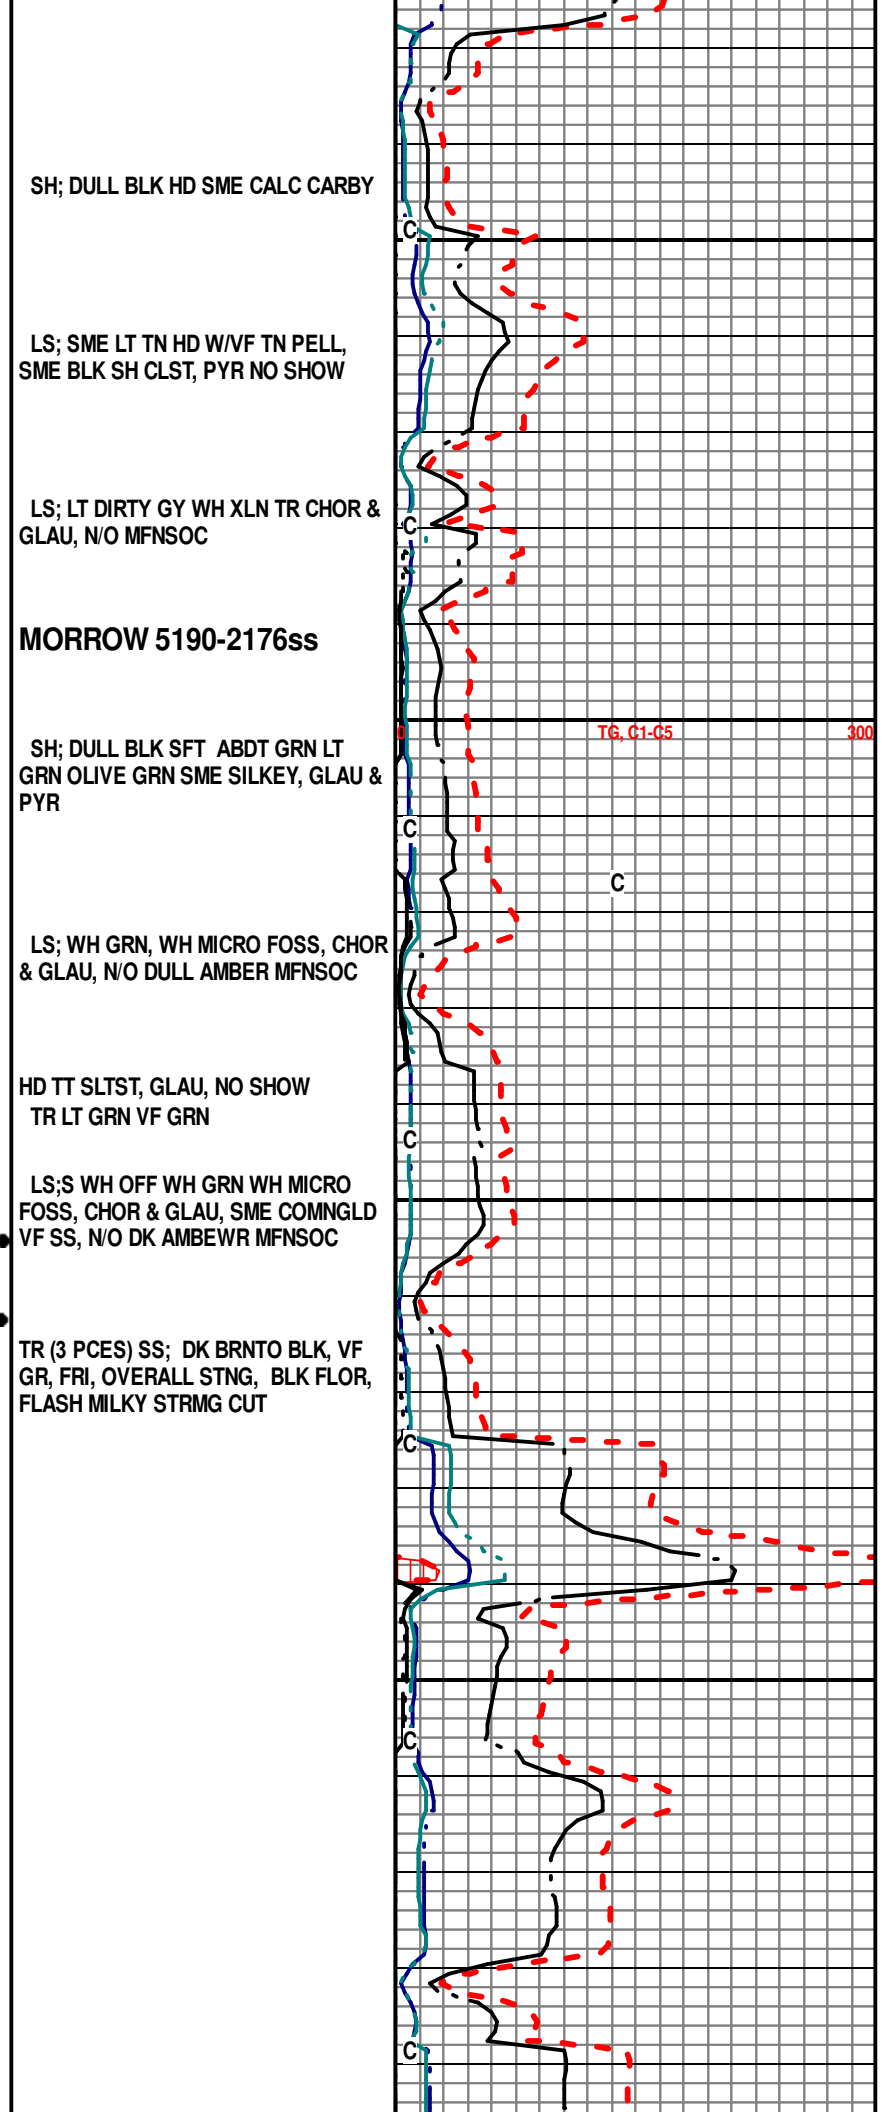 SH; DULL BLK HD SME CALC CARBY
C
LS; SME LT TN HD W/VF TN PELL,
SME BLK SH CLST, PYR NO SHOW
LS; LT DIRTY GY WH XLN TR CHOR &
GLAU, N/O MFNSOC
C
MORROW 5190-2176ss
0 TG, C1-C5 300
SH; DULL BLK SFT ABDT GRN LT
GRN OLIVE GRN SME SILKEY, GLAU &
PYR
C
C
LS; WH GRN, WH MICRO FOSS, CHOR
& GLAU, N/O DULL AMBER MFNSOC
HD TT SLTST, GLAU, NO SHOW
TR LT GRN VF GRN
C
LS;S WH OFF WH GRN WH MICRO
FOSS, CHOR & GLAU, SME COMNGLD
VF SS, N/O DK AMBEWR MFNSOC
TR (3 PCES) SS; DK BRNTO BLK, VF
GR, FRI, OVERALL STNG, BLK FLOR,
FLASH MILKY STRMG CUT
C
C
C